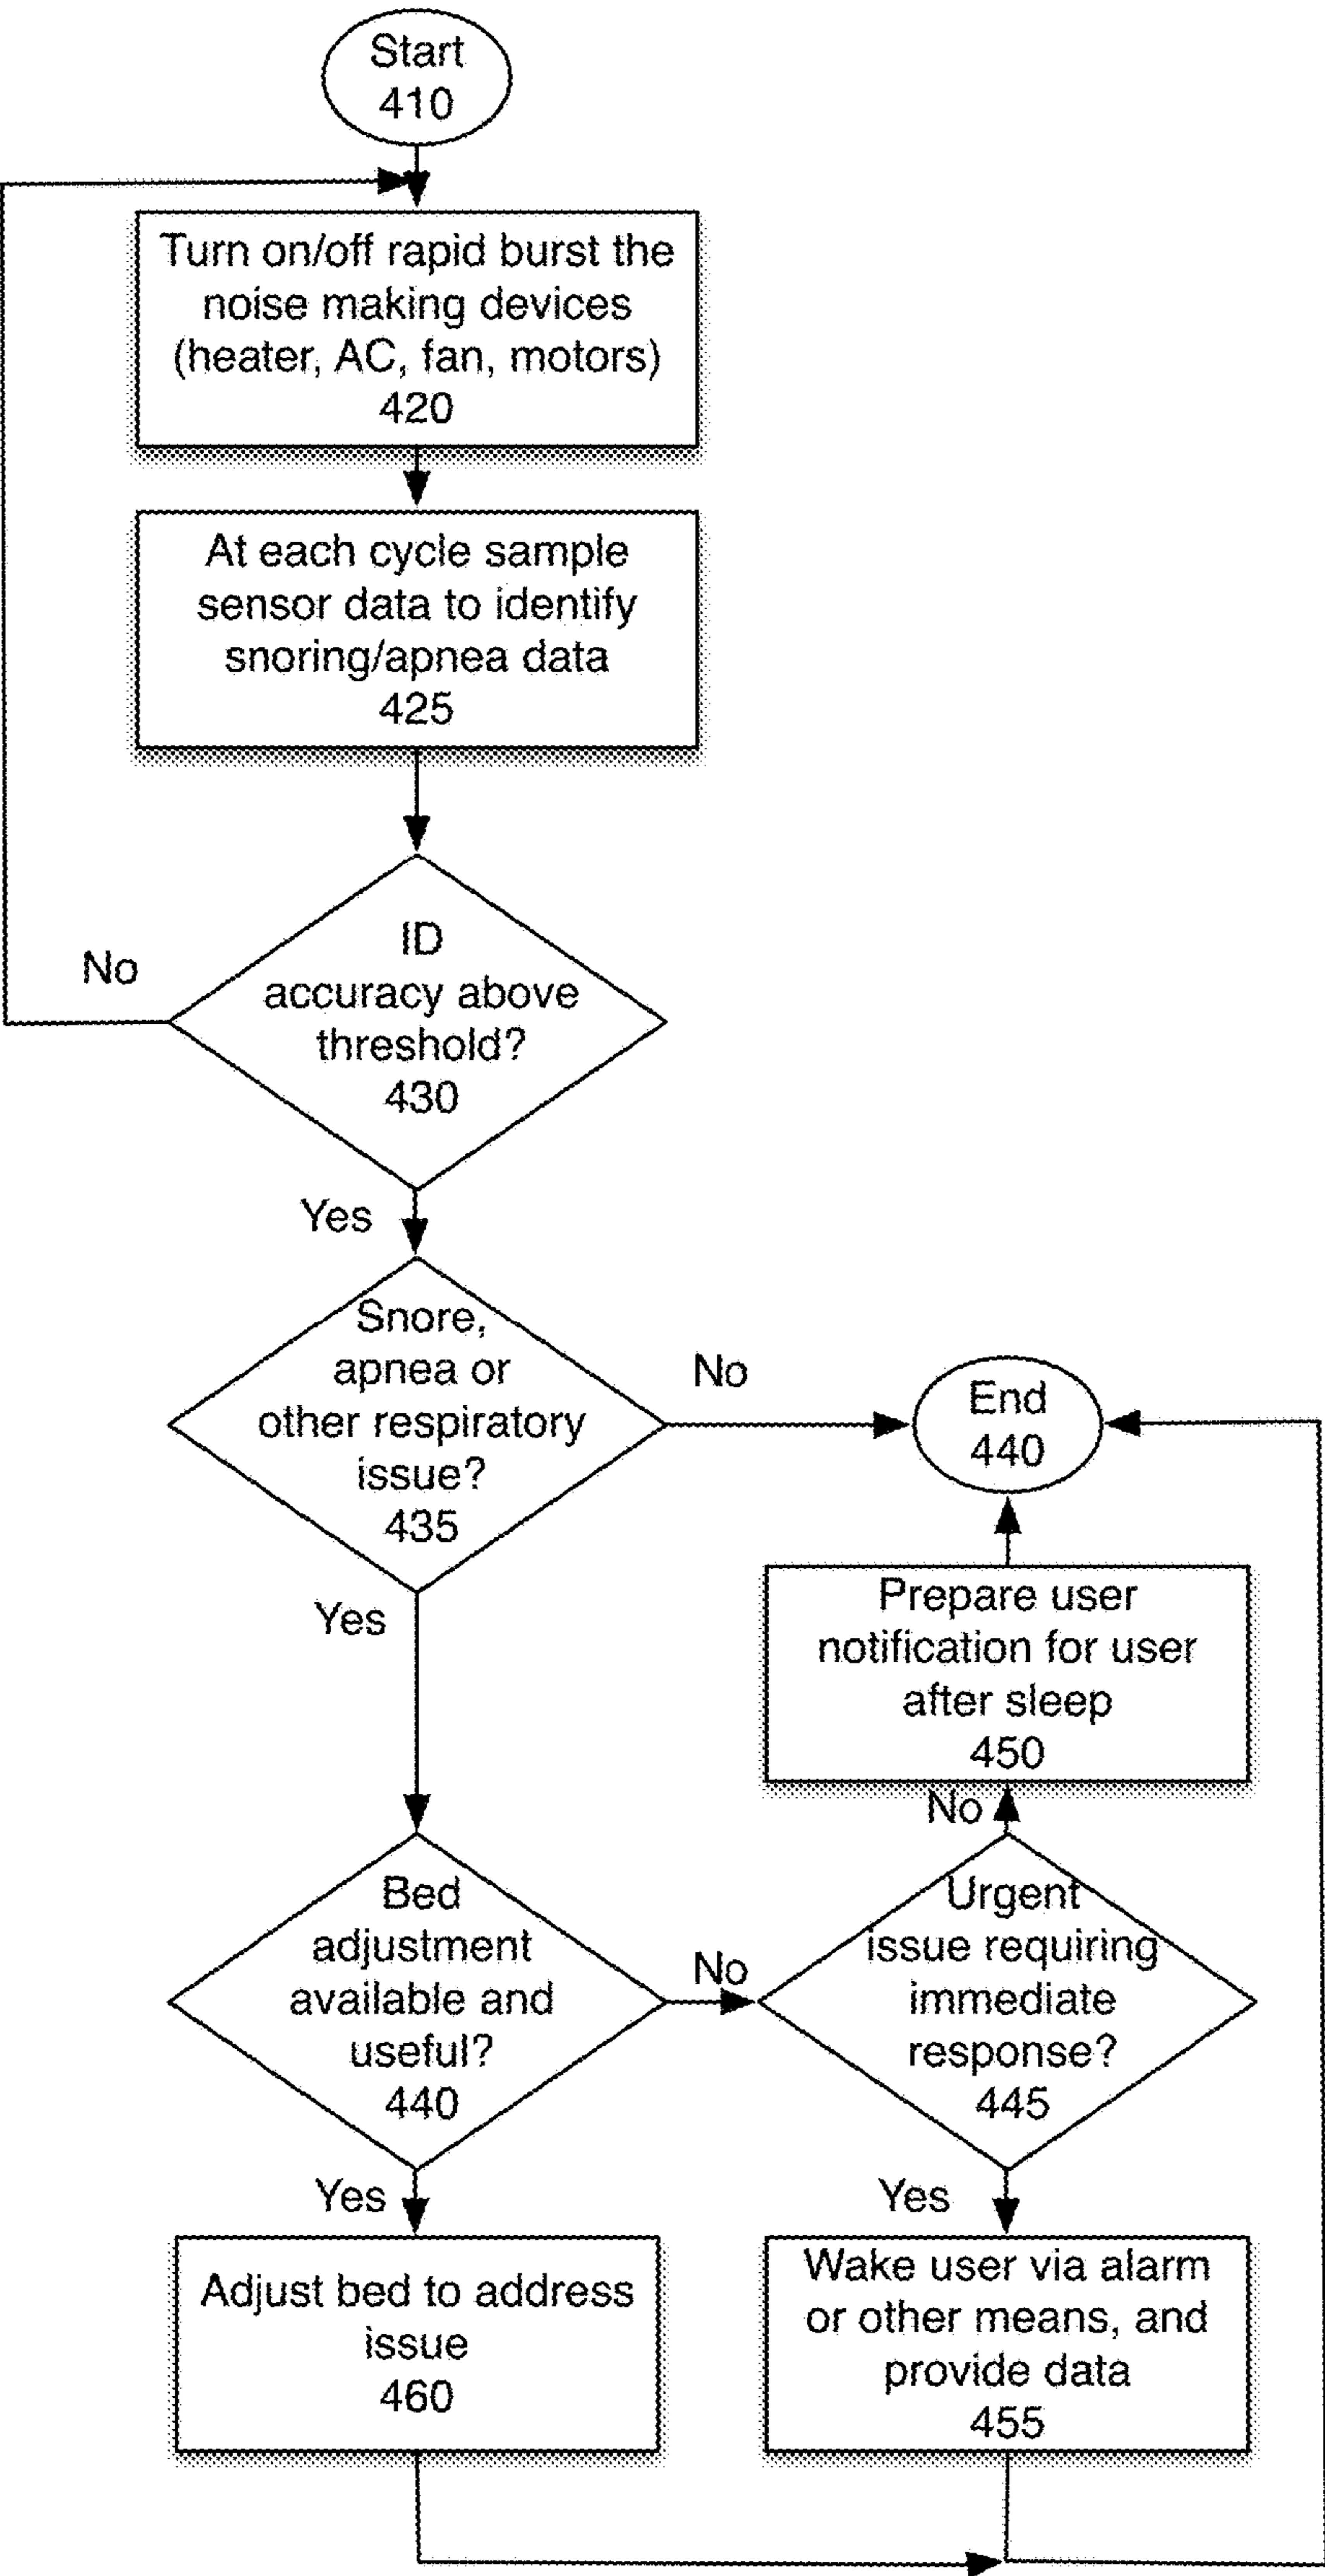 Start
410
Turn on/off rapid burst the
noise making devices
(heater, AC, fan, motors)
420
At each cycle sample
sensor data to identify
snoring/apnea data
425
ID
accuracy above
threshold?
430
No
Yes
Snore,
apnea or
other respiratory
issue?
435
No
End
440
Yes
Prepare user
notification for user
after sleep
450
No
Bed
adjustment
available and
useful?
440
No
Urgent
issue requiring
immediate
response?
445
Yes
Yes
Adjust bed to address
issue
460
Wake user via alarm
or other means, and
provide data
455